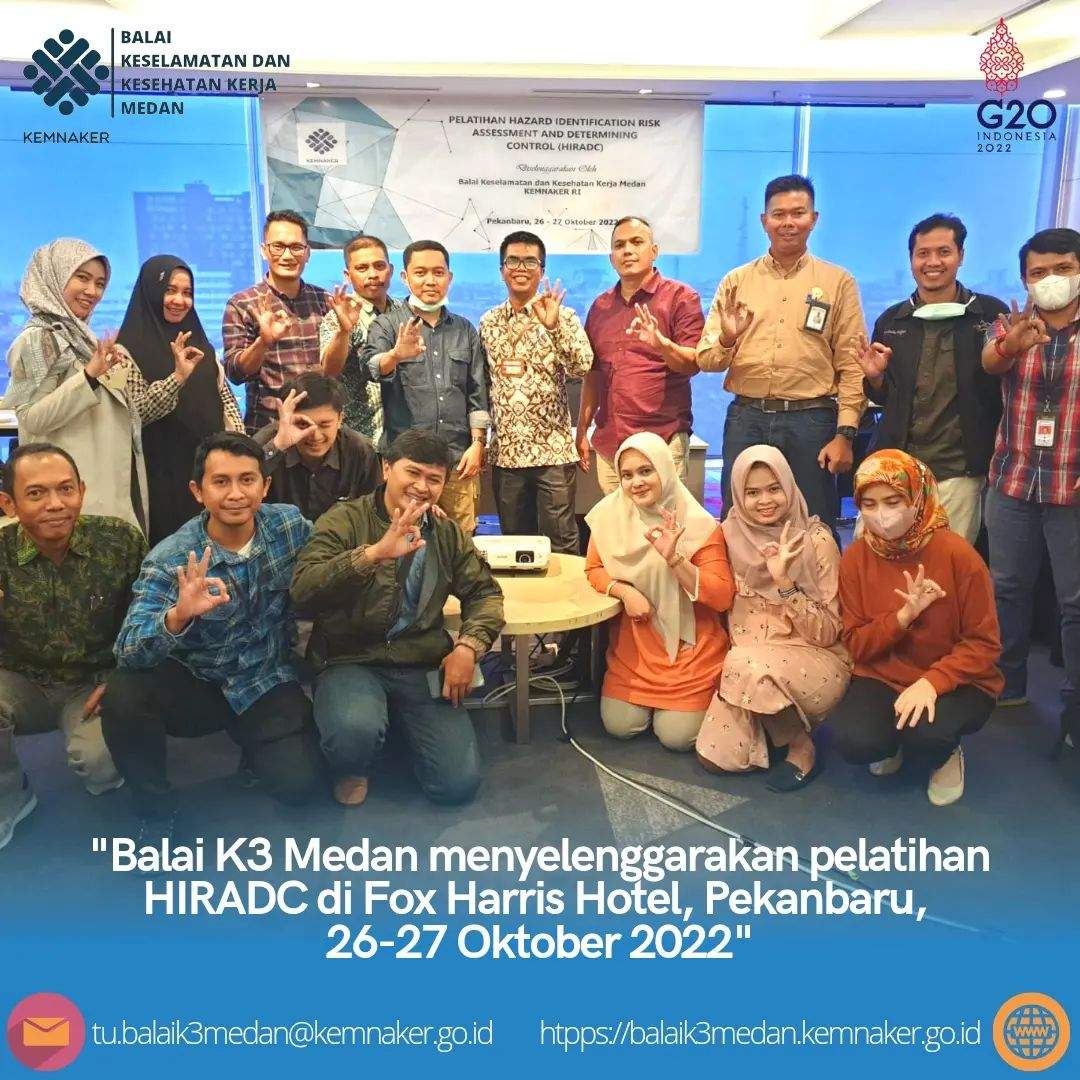 BALAI
KESELAMATAN DAN
KESEHATAN KERJA
MEDAN
KEMNAKER
G20
INDONESIA
2022
PELATIHAN HAZARD IDENTIFICATION RISK
ASSESSMENT AND DETERMINING
CONTROL (HIRADC)
KEMNAKER
Diselenggarakan Oleh
Balai Keselamatan dan Kesehatan Kerja Medan
KEMNAKER RI
Pekanbaru, 26 - 27 Oktober 2022
"Balai K3 Medan menyelenggarakan pelatihan
HIRADC di Fox Harris Hotel, Pekanbaru,
26-27 Oktober 2022"
tu.balaik3medan@kemnaker.go.id
htpps://balaik3medan.kemnaker.go.id
WWW